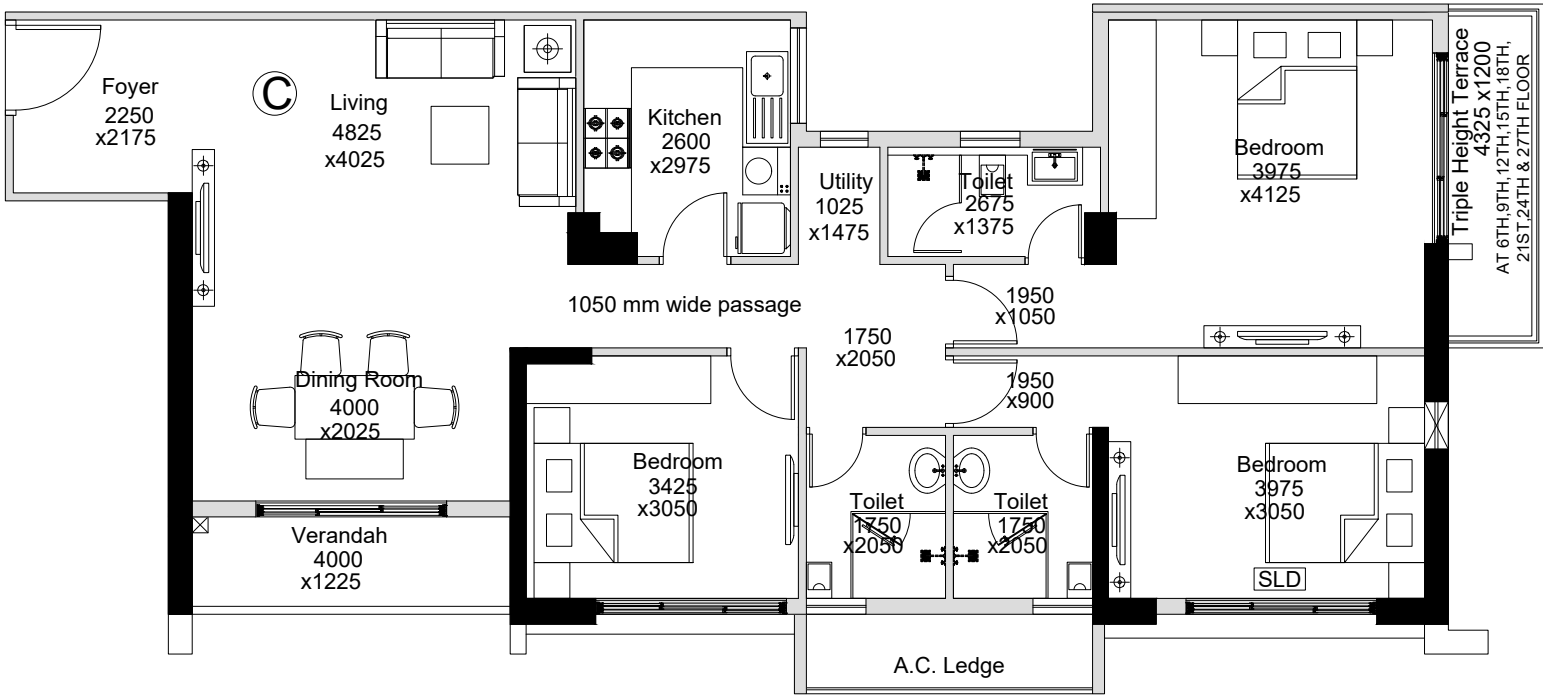 Foyer
2250
x2175
C
Living
4825
x4025
Kitchen
2600
x2975
Utility
1025
x1475
Toilet
2675
x1375
Bedroom
3975
x4125
Triple Height Terrace
4325 x1200
AT 6TH,9TH,12TH,15TH,18TH,
21ST,24TH & 27TH FLOOR
1050 mm wide passage
1950
x1050
1750
x2050
1950
x900
Dining Room
4000
x2025
Bedroom
3425
x3050
Toilet
1750
x2050
Toilet
1750
x2050
Bedroom
3975
x3050
SLD
Verandah
4000
x1225
A.C. Ledge